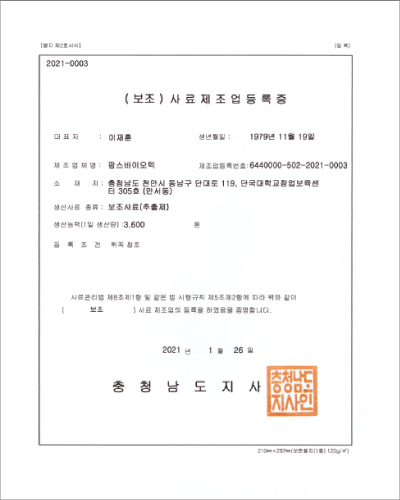 [별지 제2호서식] (앞 쪽)
2021-0003
(보조) 사료제조업등록증
대 표 자 : 이재훈 생년월일 : 1979년 11월 19일
제 조 업 체 명 : 팜스바이오텍 제조업등록번호: 6440000-502-2021-0003
소 재 지 : 충청남도 천안시 동남구 단대로 119, 단국대학교창업보육센
터 305호 (안서동)
생산사료 종류 : 보조사료(추출제)
생산능력(1일 생산량) : 3.600 톤
등 록 조 건 뒤쪽 참조
사료관리법 제8조제1항 및 같은 법 시행규칙 제5조제2항에 따라 위와 같이
( 보조 ) 사료 제조업의 등록을 하였음을 증명합니다.
2021 년 1 월 26 일
충 청 남 도 지 사
충청남도
지사인
210㎜×297㎜(보존용지(1종) 120g/㎡)